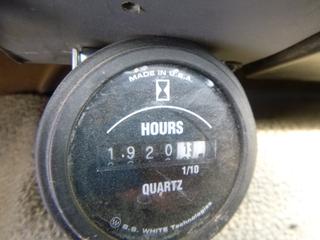 MADE IN U.S.A.
HOURS
1920
1/10
QUARTZ
S.S. WHITE Technologies